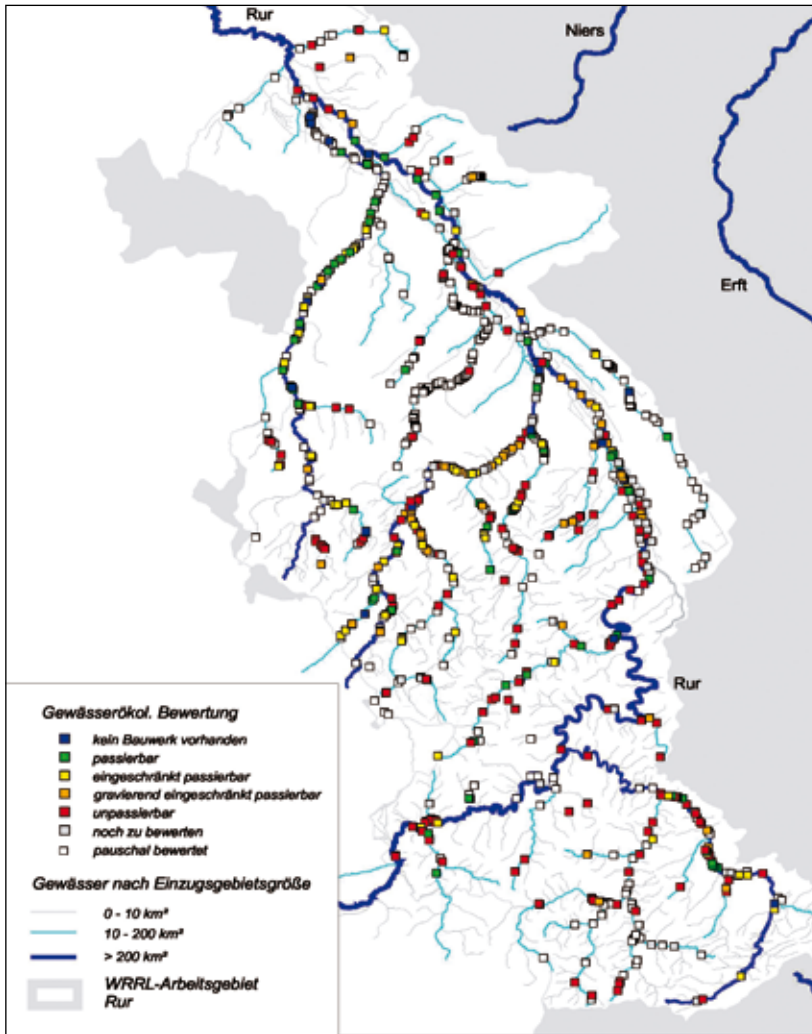 Rur
Niers
Erft
Rur
Gewässerökol. Bewertung
kein Bauwerk vorhanden
passierbar
eingeschränkt passierbar
gravierend eingeschränkt passierbar
unpassierbar
noch zu bewerten
pauschal bewertet
Gewässer nach Einzugsgebietsgröße
0 - 10 km²
10 - 200 km²
> 200 km²
WRRL-Arbeitsgebiet
Rur